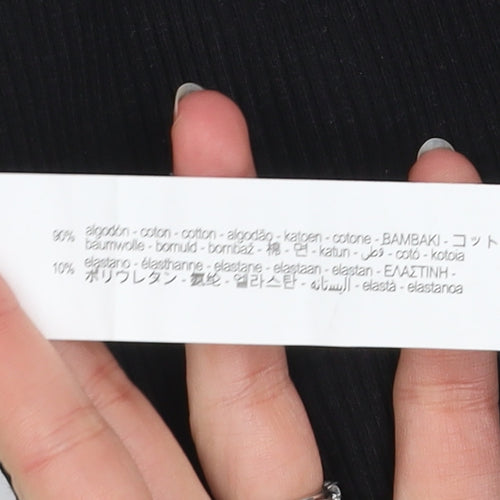 90% algodón - coton - cotton - algodão - katoen - cotone - BAMBAKI - コット
baumwolle - bomuld - bombaž - 棉 - 면 - katun - قطن - cotó - kotoia
10% elastano - élasthanne - elastane - elastaan - elastan - ΕΛΑΣΤΙΝΗ -
ポリウレタン - 氨纶 - 엘라스탄 - - elastà - elastanoa